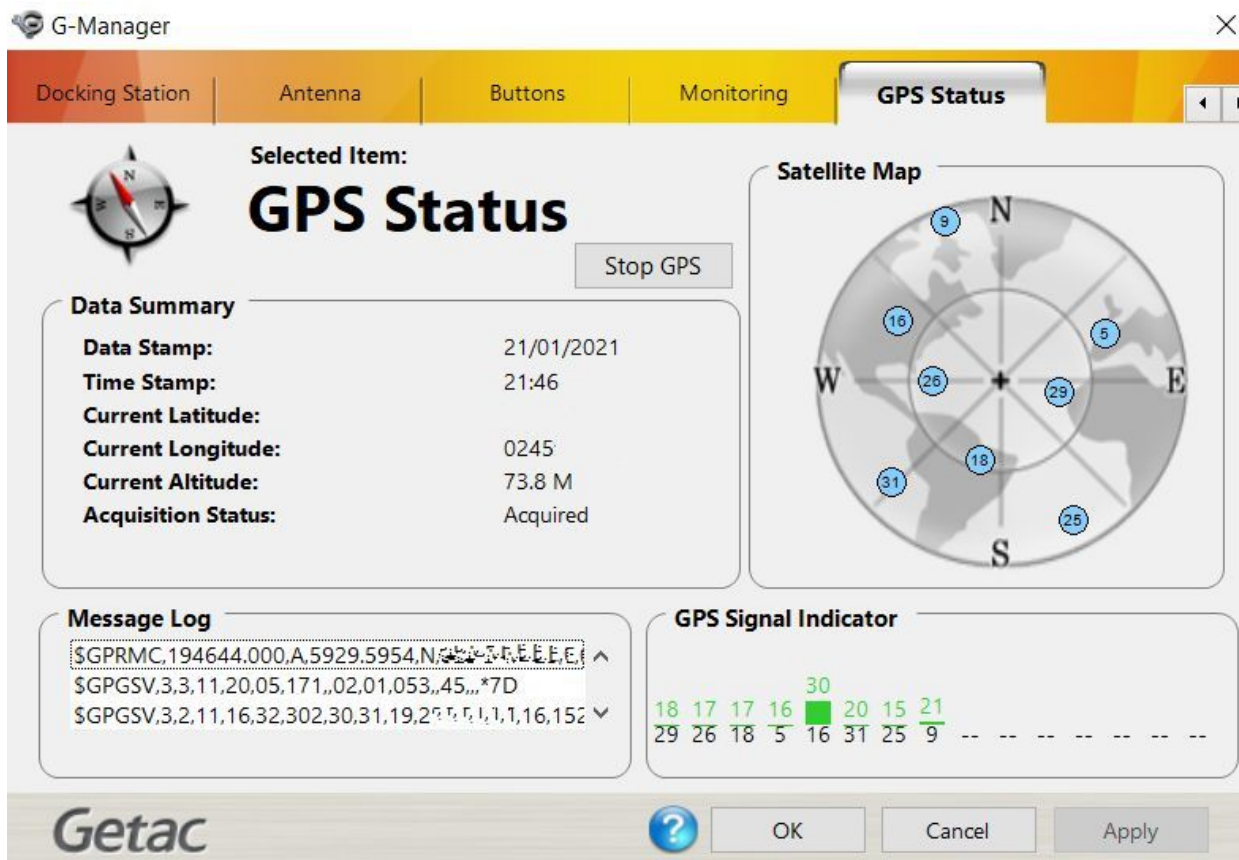 G-Manager
Docking Station
Antenna
Buttons
Monitoring
GPS Status
Selected Item:
GPS Status
Stop GPS
Data Summary
Data Stamp: 21/01/2021
Time Stamp: 21:46
Current Latitude:
Current Longitude: 0245
Current Altitude: 73.8 M
Acquisition Status: Acquired
Satellite Map
N
9
16
5
W
26
29
E
18
31
25
S
Message Log
$GPRMC,194644.000,A,5929.5954,N,
$GPGSV,3,3,11,20,05,171,,02,01,053,,45,,,*7D
$GPGSV,3,2,11,16,32,302,30,31,19,2
,16,152
GPS Signal Indicator
30
18 17 17 16 20 15 21
29 26 18 5 16 31 25 9 -- -- -- -- -- -- --
Getac
?
OK
Cancel
Apply